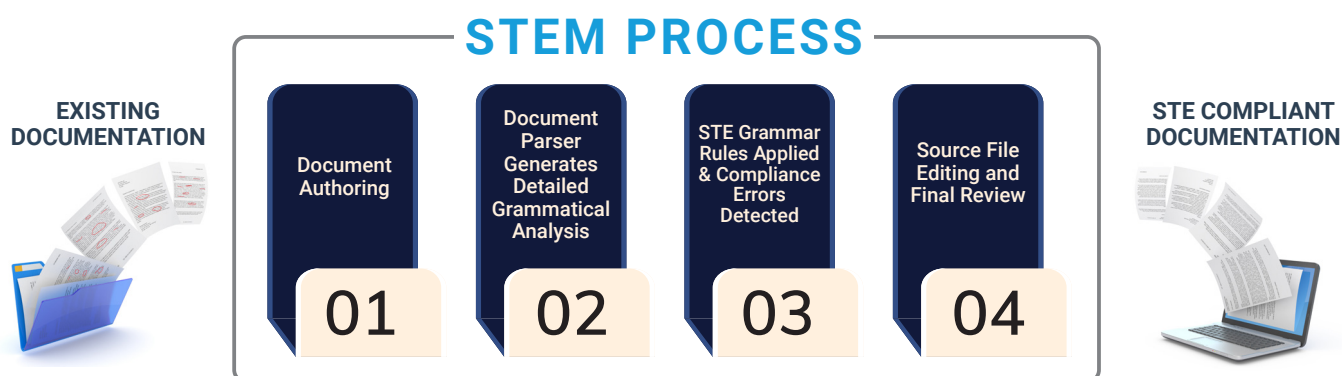 STEM PROCESS
EXISTING
DOCUMENTATION
Document
Authoring
01
Document
Parser
Generates
Detailed
Grammatical
Analysis
02
STE Grammar
Rules Applied
& Compliance
Errors
Detected
03
Source File
Editing and
Final Review
04
STE COMPLIANT
DOCUMENTATION